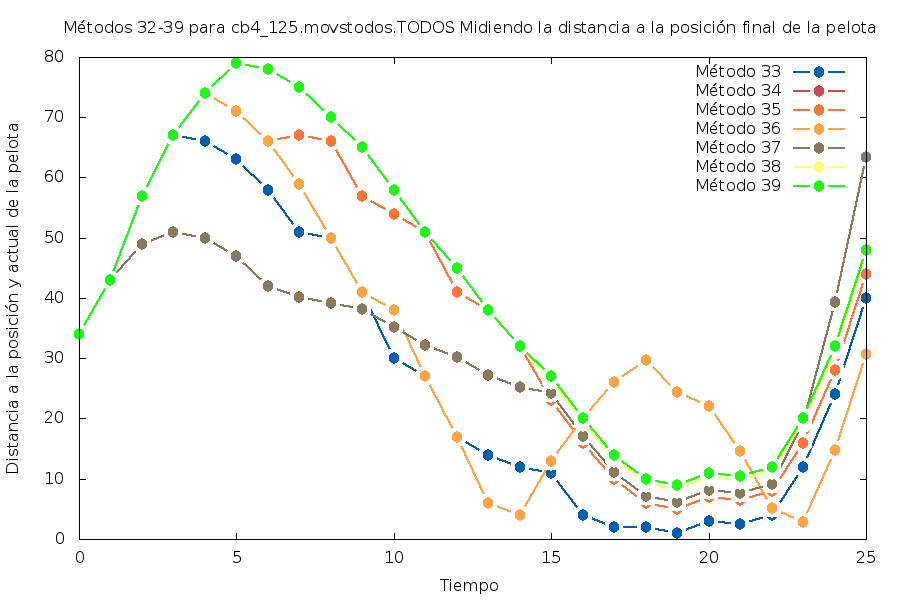 Métodos 32-39 para cb4_125.movstodos.TODOS Midiendo la distancia a la posición final de la pelota
Distancia a la posición y actual de la pelota
80
70
60
50
40
30
20
10
0
Método 33
Método 34
Método 35
Método 36
Método 37
Método 38
Método 39
0 5 10 15 20 25
Tiempo